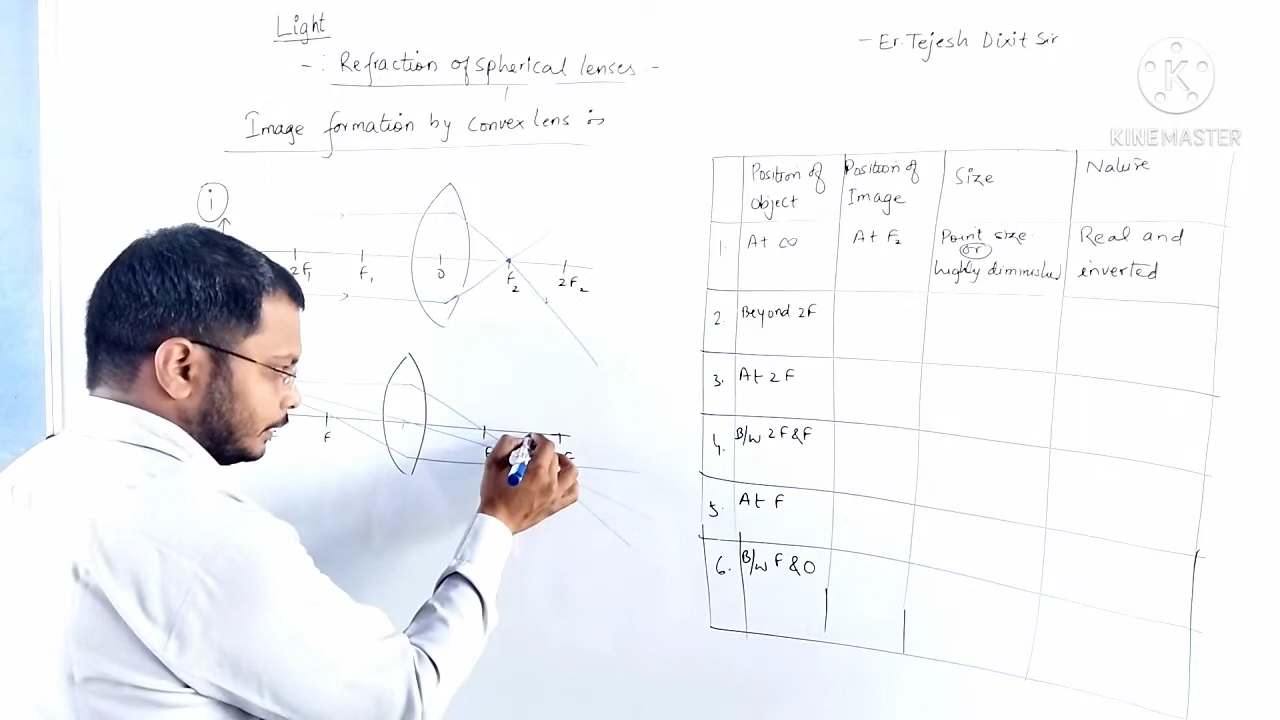 Light
- : Refraction of spherical lenses -
Image formation by convex lens :-
- Er. Tejesh Dixit Sir
K
KINEMASTER
i
2F₁ F₁ O F₂ 2F₂
F
Position of object Position of Image Size Nature
1. At ∞ At F₂ Point size or highly diminished Real and inverted
2. Beyond 2F
3. At 2F
4. B/w 2F & F
5. At F
6. B/w F & O